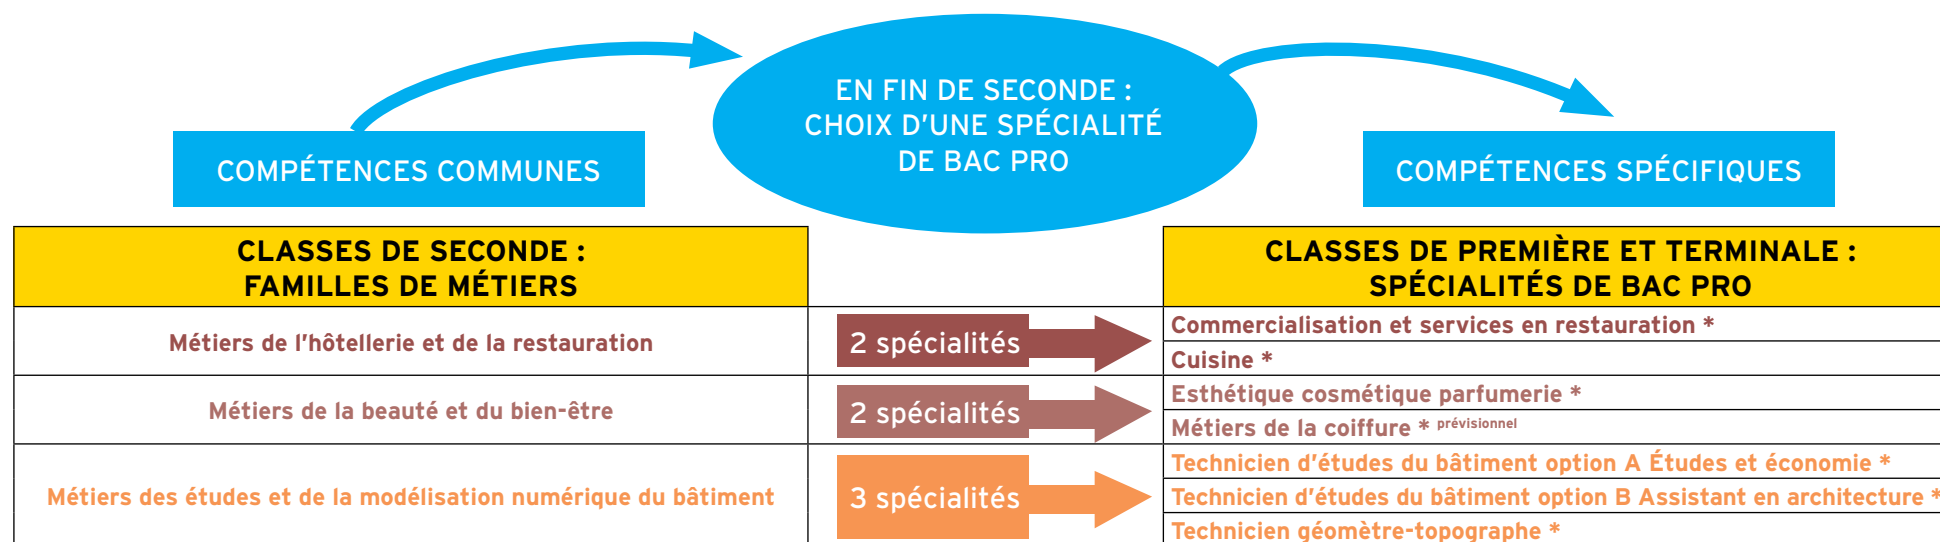 EN FIN DE SECONDE :
CHOIX D'UNE SPÉCIALITÉ
DE BAC PRO
COMPÉTENCES COMMUNES
COMPÉTENCES SPÉCIFIQUES
CLASSES DE SECONDE :
FAMILLES DE MÉTIERS
CLASSES DE PREMIÈRE ET TERMINALE :
SPÉCIALITÉS DE BAC PRO
Métiers de l'hôtellerie et de la restauration
2 spécialités
Commercialisation et services en restauration *
Cuisine *
Métiers de la beauté et du bien-être
2 spécialités
Esthétique cosmétique parfumerie *
Métiers de la coiffure * prévisionnel
Métiers des études et de la modélisation numérique du bâtiment
3 spécialités
Technicien d'études du bâtiment option A Études et économie *
Technicien d'études du bâtiment option B Assistant en architecture *
Technicien géomètre-topographe *